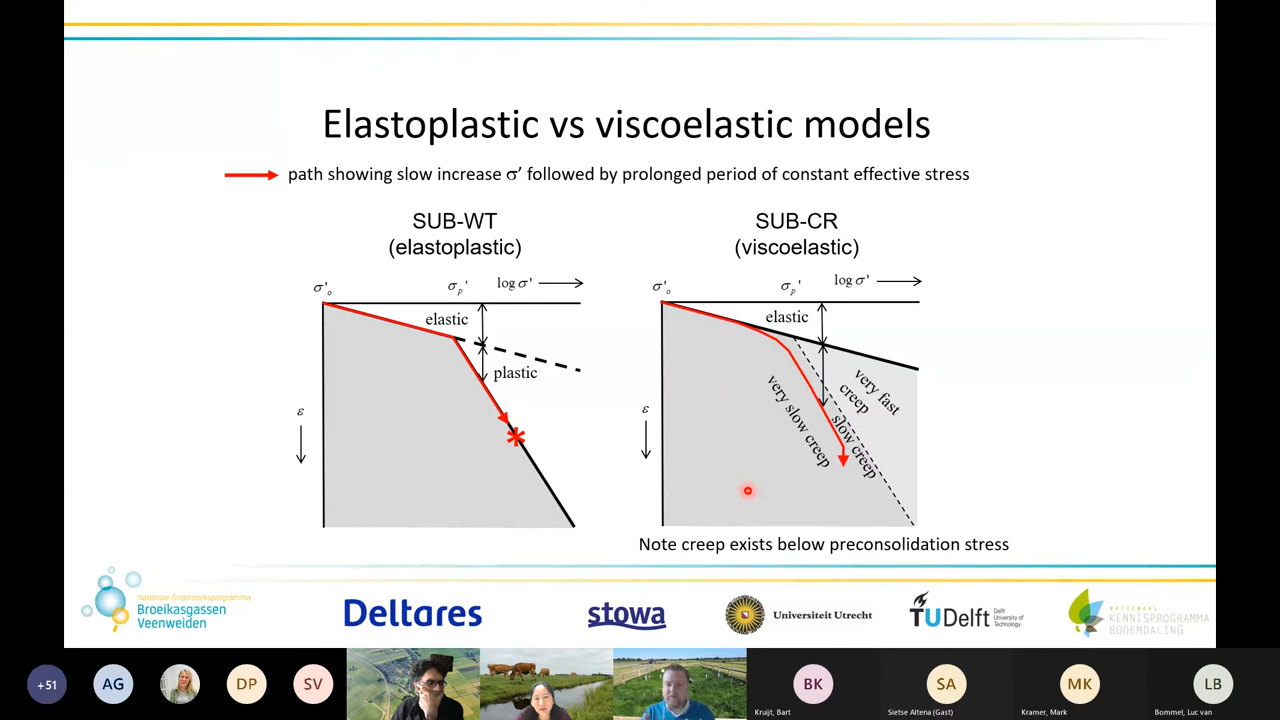 Elastoplastic vs viscoelastic models
path showing slow increase σ’ followed by prolonged period of constant effective stress
SUB-WT
(elastoplastic)
σ'o
σp'
log σ'
elastic
plastic
ε
SUB-CR
(viscoelastic)
σ'o
σp'
log σ'
elastic
very fast
creep
slow creep
very slow creep
ε
Note creep exists below preconsolidation stress
Nationaal Onderzoeksprogramma
Broeikasgassen
Veenweiden
Deltares
stowa
Universiteit Utrecht
TUDelft
Delft
University of
Technology
NATIONAAL
KENNISPROGRAMMA
BODEMDALING
+51
AG
DP
SV
BK
SA
MK
LB
Kruijt, Bart
Sietse Altena (Gast)
Kramer, Mark
Bommel, Luc van